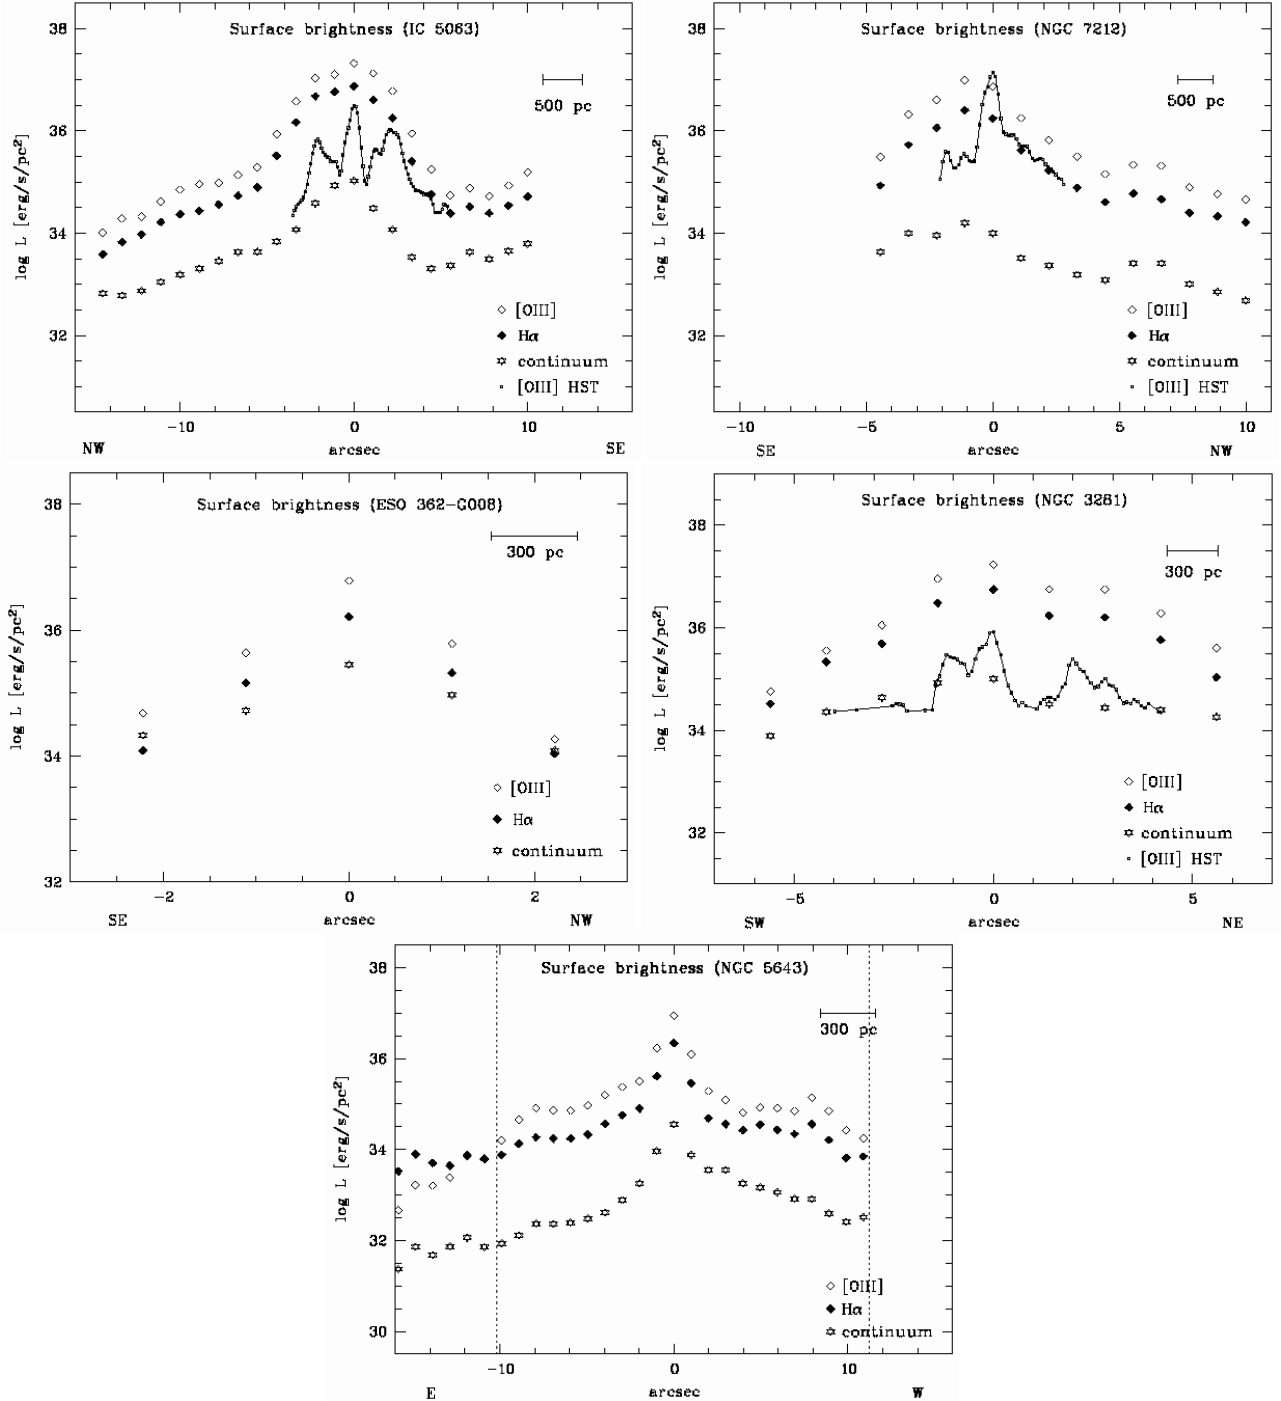 Surface brightness (IC 5063)
500 pc
log L [erg/s/pc²]
38
36
34
32
[OIII]
Hα
continuum
[OIII] HST
-10 0 10
NW arcsec SE
Surface brightness (NGC 7212)
500 pc
log L [erg/s/pc²]
38
36
34
32
[OIII]
Hα
continuum
[OIII] HST
-10 -5 0 5 10
SE arcsec NW
Surface brightness (ESO 362-G008)
300 pc
log L [erg/s/pc²]
38
36
34
32
[OIII]
Hα
continuum
-2 0 2
SE arcsec NW
Surface brightness (NGC 3281)
300 pc
log L [erg/s/pc²]
38
36
34
32
[OIII]
Hα
continuum
[OIII] HST
-5 0 5
SW arcsec NE
Surface brightness (NGC 5643)
300 pc
log L [erg/s/pc²]
38
36
34
32
30
[OIII]
Hα
continuum
-10 0 10
E arcsec W